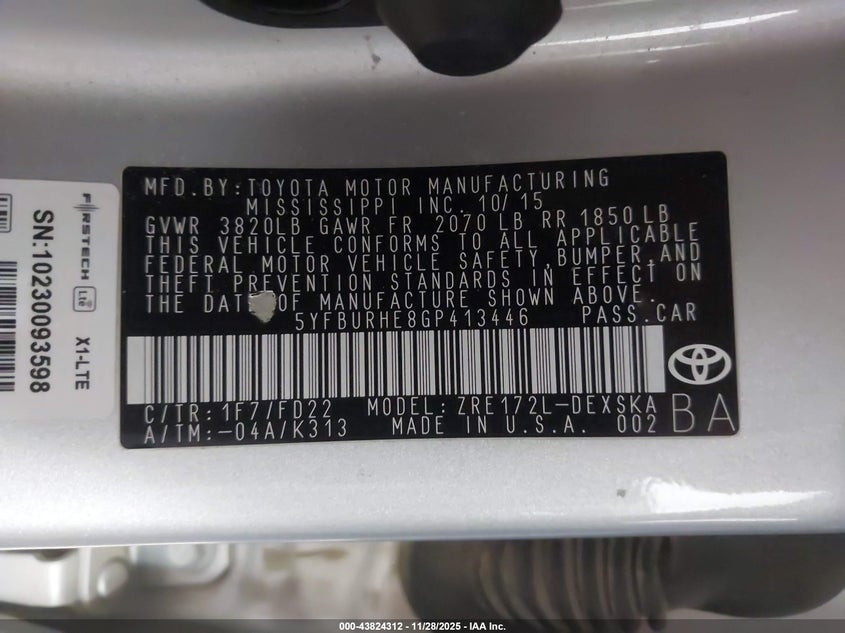 MFD.BY:TOYOTA MOTOR MANUFACTURING
MISSISSIPPI INC. 10/15
GVWR 3820LB GAWR FR 2070 LB RR 1850 LB
THIS VEHICLE CONFORMS TO ALL APPLICABLE
FEDERAL MOTOR VEHICLE SAFETY, BUMPER,AND
THEFT PREVENTION STANDARDS IN EFFECT ON
THE DATE OF MANUFACTURE SHOWN ABOVE.
5YFBURHE8GP413446 PASS.CAR
C/TR: 1F7/FD22 MODEL: ZRE172L-DEXSKA
A/TM:-04A/K313 MADE IN U.S.A. 002
BA
FIRSTECH
Lte
X1-LTE
SN:10230093598
000-43824312 | 11/28/2025 - IAA Inc.